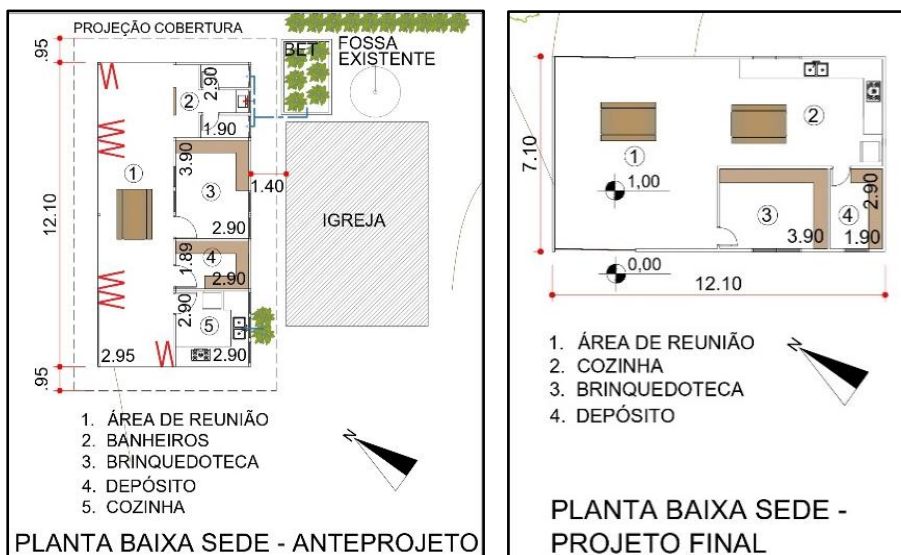 PROJEÇÃO COBERTURA
.95
BET
FOSSA
EXISTENTE
2.90
2
1.90
3.90
1
3
1.40
IGREJA
12.10
2.90
1.89
4
2.90
2.90
5
2.95
2.90
.95
N
1. ÁREA DE REUNIÃO
2. BANHEIROS
3. BRINQUEDOTECA
4. DEPÓSITO
5. COZINHA
PLANTA BAIXA SEDE - ANTEPROJETO
7.10
1
2
1,00
3
3.90
4
2.90
1.90
0,00
12.10
1. ÁREA DE REUNIÃO
2. COZINHA
3. BRINQUEDOTECA
4. DEPÓSITO
N
PLANTA BAIXA SEDE -
PROJETO FINAL